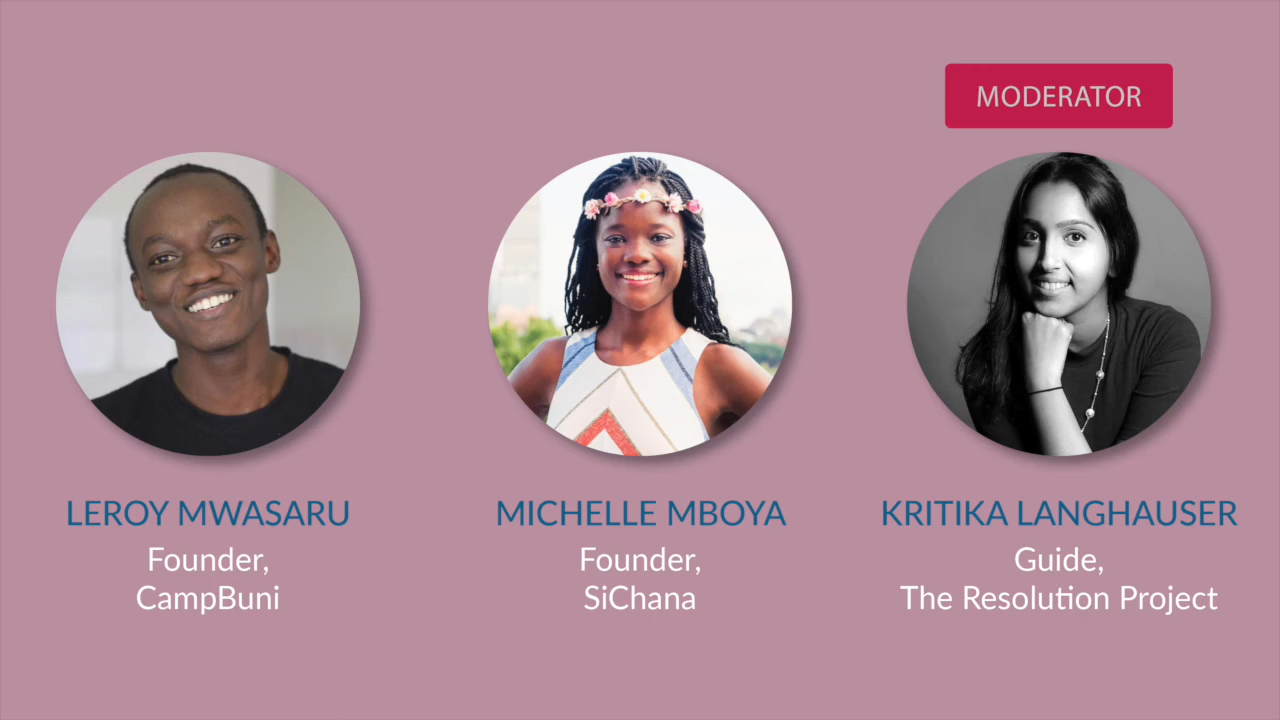 MODERATOR
LEROY MWASARU
Founder,
CampBuni
MICHELLE MBOYA
Founder,
SiChana
KRITIKA LANGHAUSER
Guide,
The Resolution Project